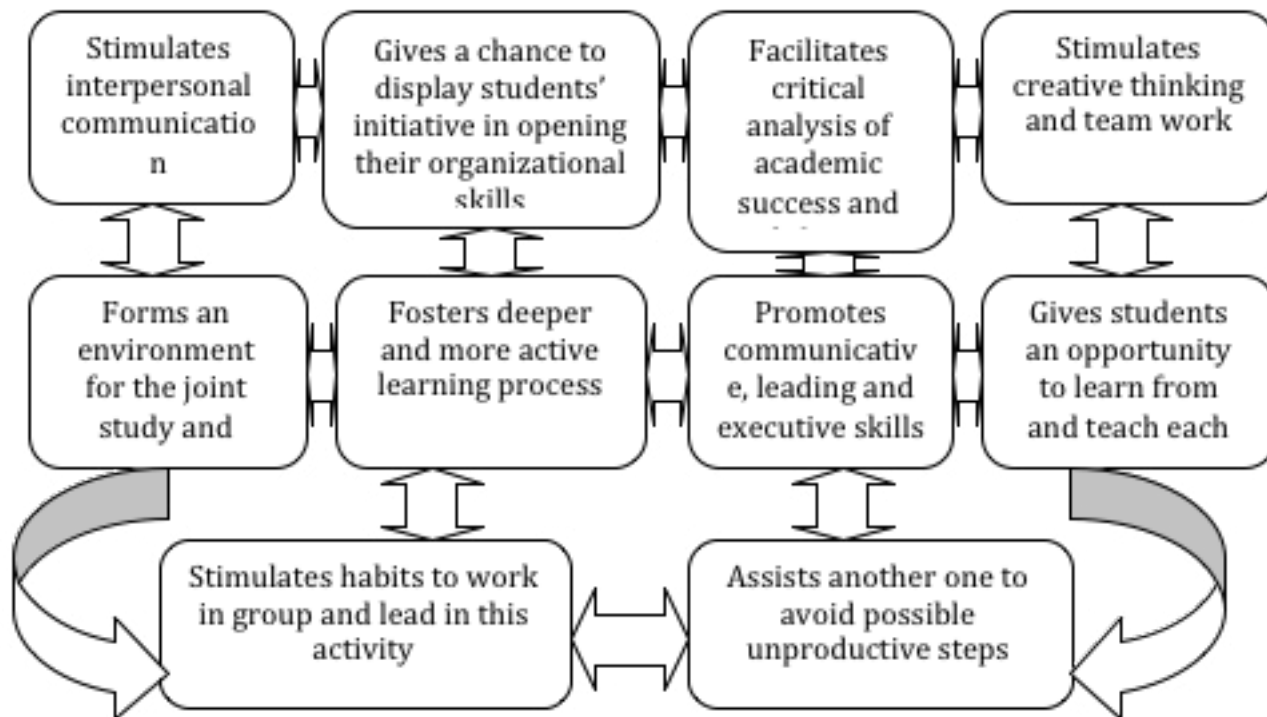 Stimulates
interpersonal
communicatio
n
Gives a chance to
display students’
initiative in opening
their organizational
skills
Facilitates
critical
analysis of
academic
success and
Stimulates
creative thinking
and team work
Forms an
environment
for the joint
study and
Fosters deeper
and more active
learning process
Promotes
communicativ
e, leading and
executive skills
Gives students
an opportunity
to learn from
and teach each
Stimulates habits to work
in group and lead in this
activity
Assists another one to
avoid possible
unproductive steps